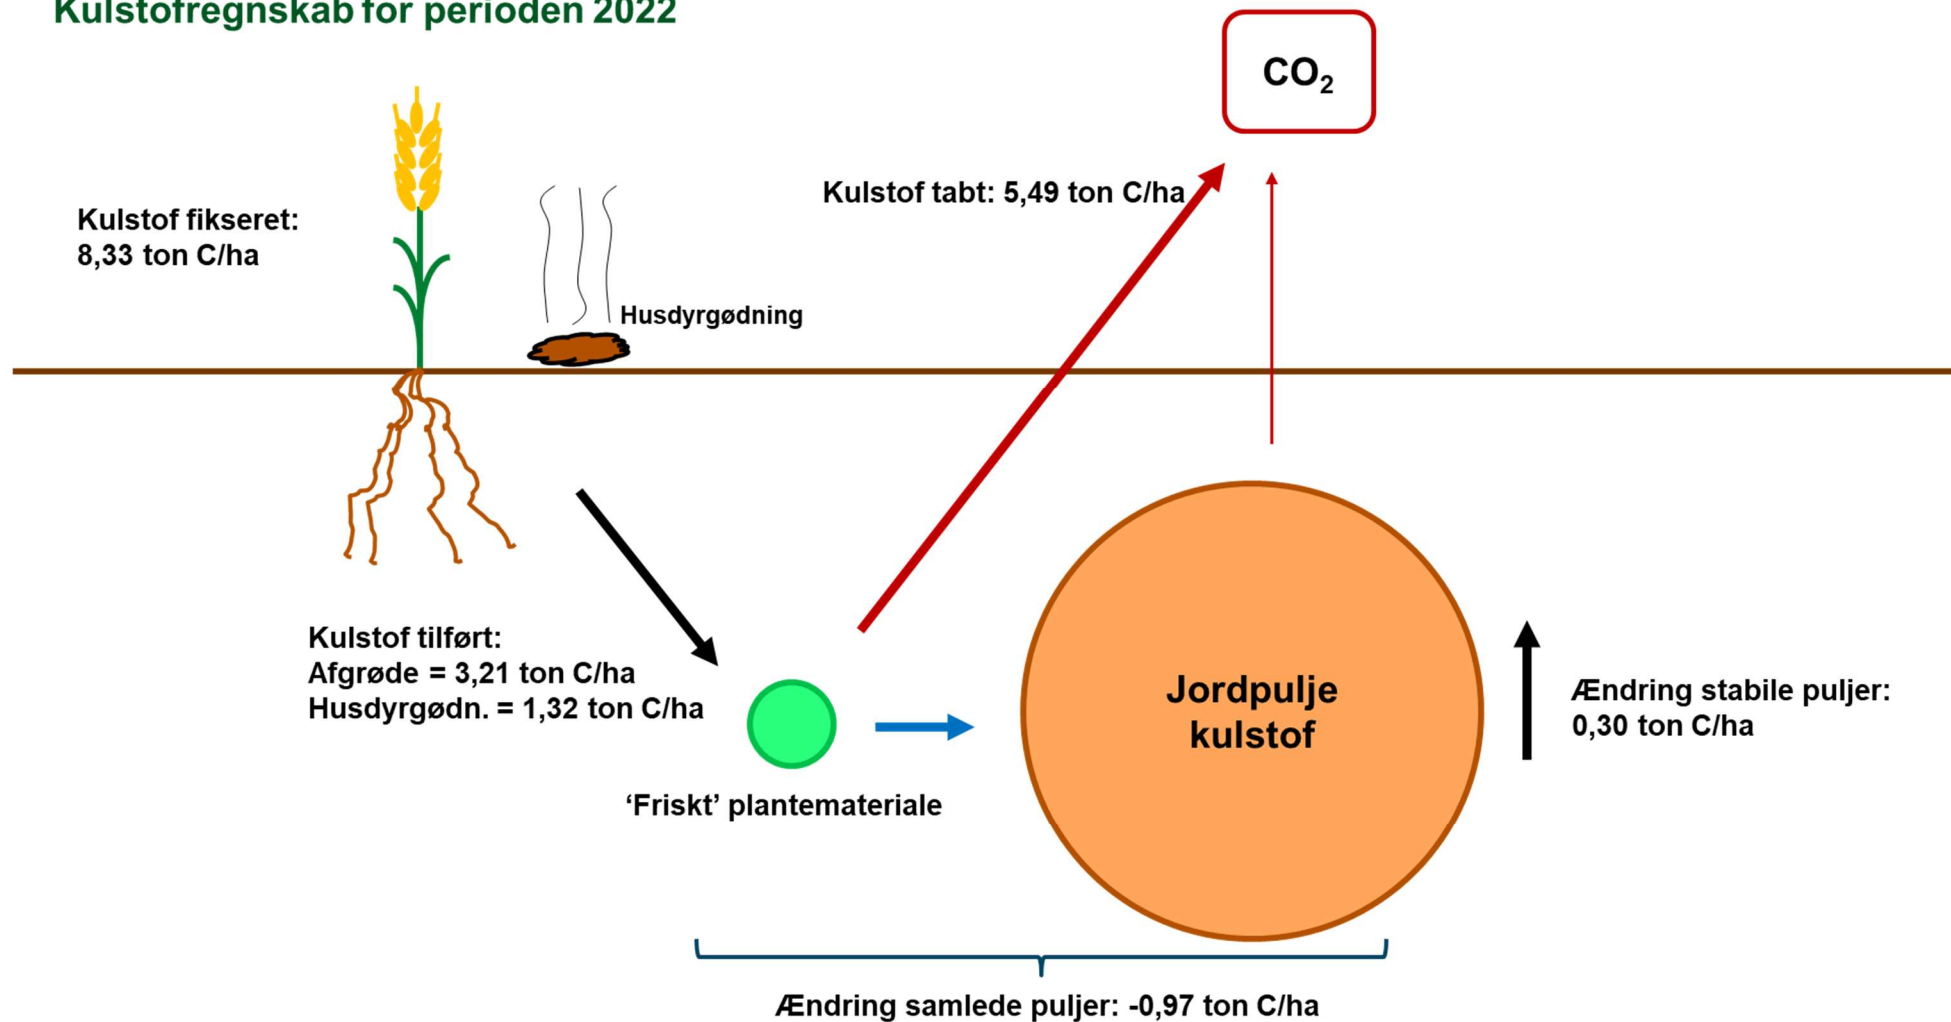 Kulstofregnskab for perioden 2022
CO₂
Kulstof tabt: 5,49 ton C/ha
Kulstof fikseret:
8,33 ton C/ha
Husdyrgødning
Kulstof tilført:
Afgrøde = 3,21 ton C/ha
Husdyrgødn. = 1,32 ton C/ha
Jordpulje
kulstof
Ændring stabile puljer:
0,30 ton C/ha
‘Friskt’ plantemateriale
Ændring samlede puljer: -0,97 ton C/ha